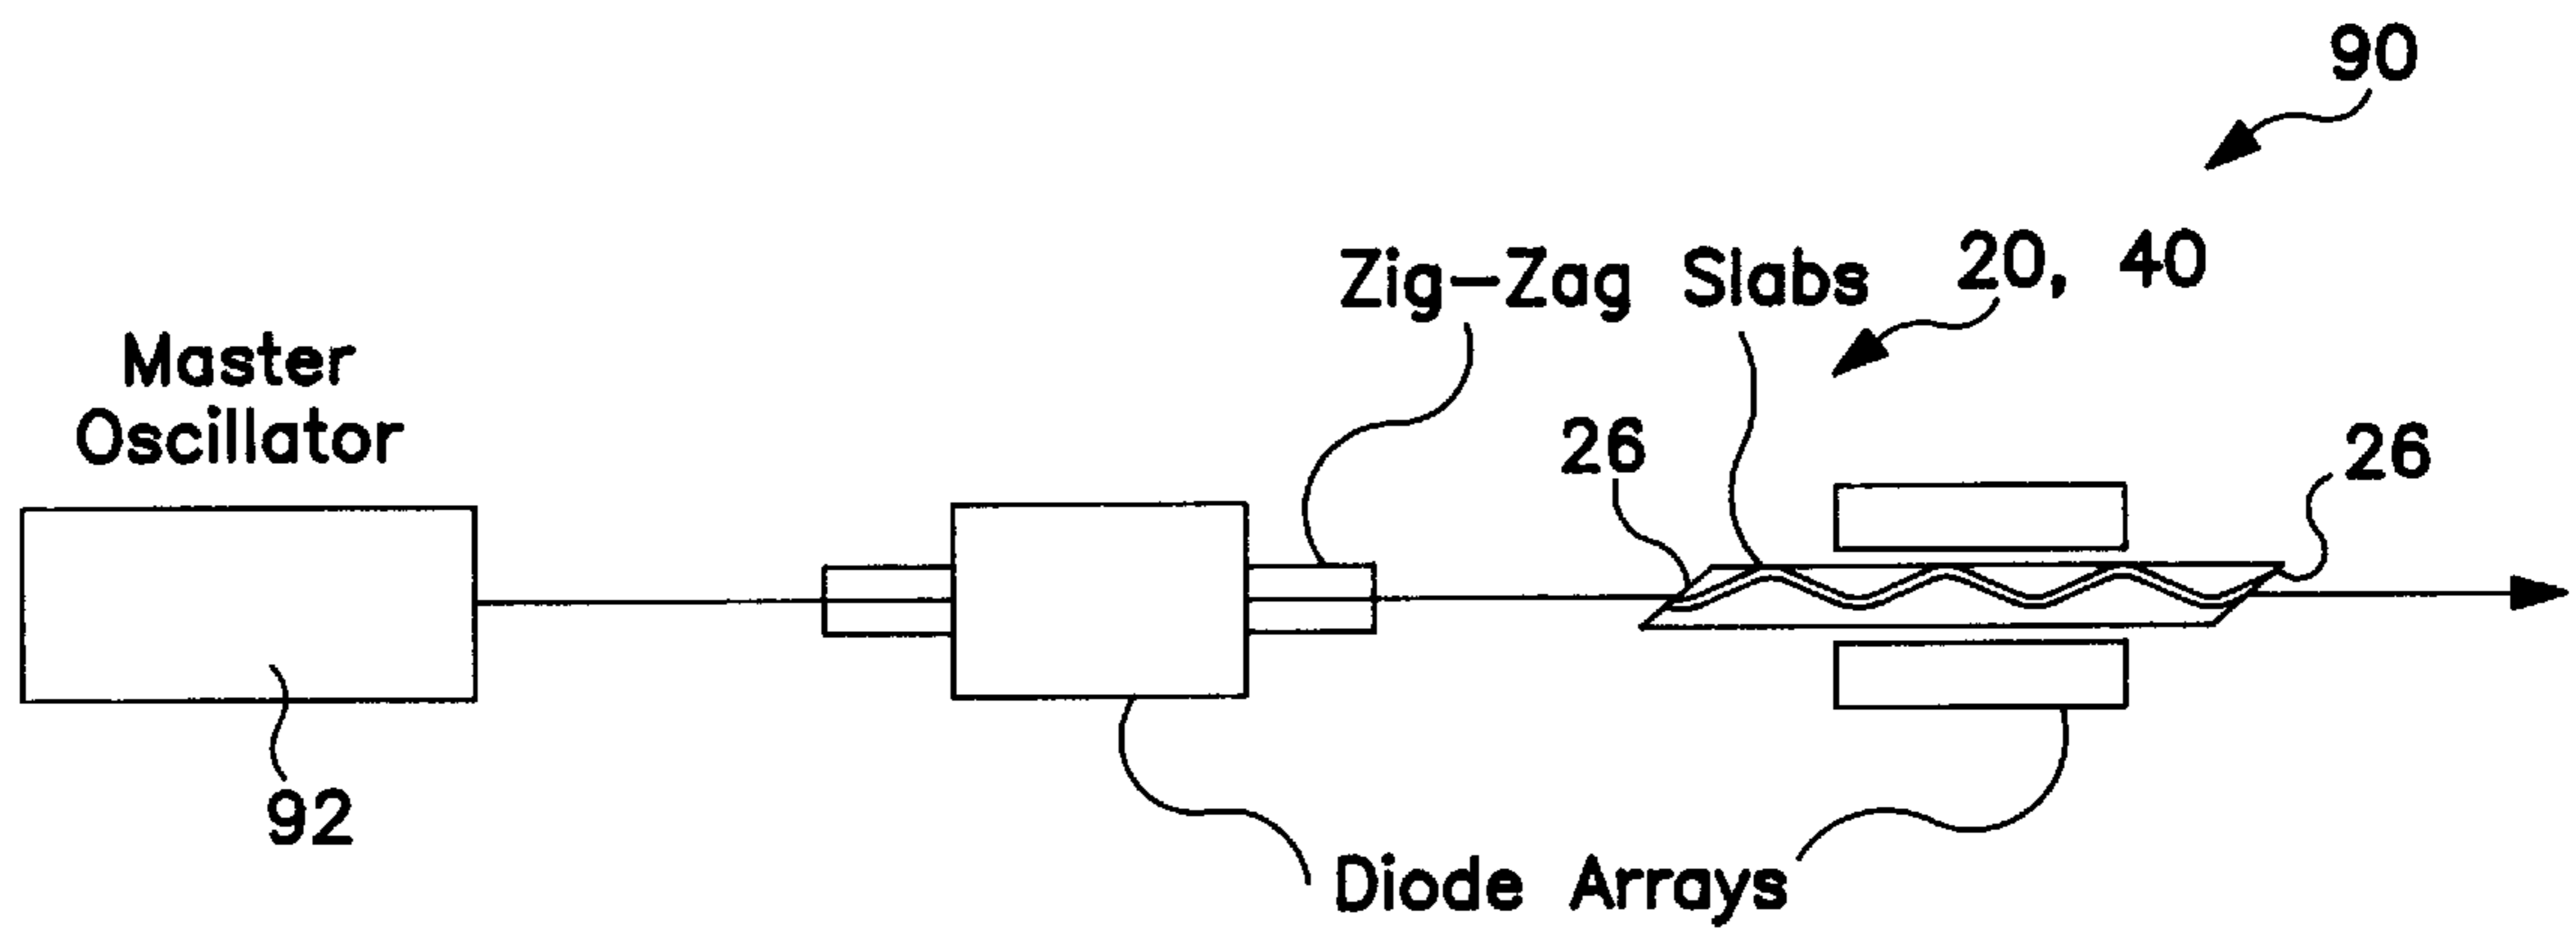 90
Zig-Zag Slabs
20, 40
Master
Oscillator
26
26
92
Diode Arrays